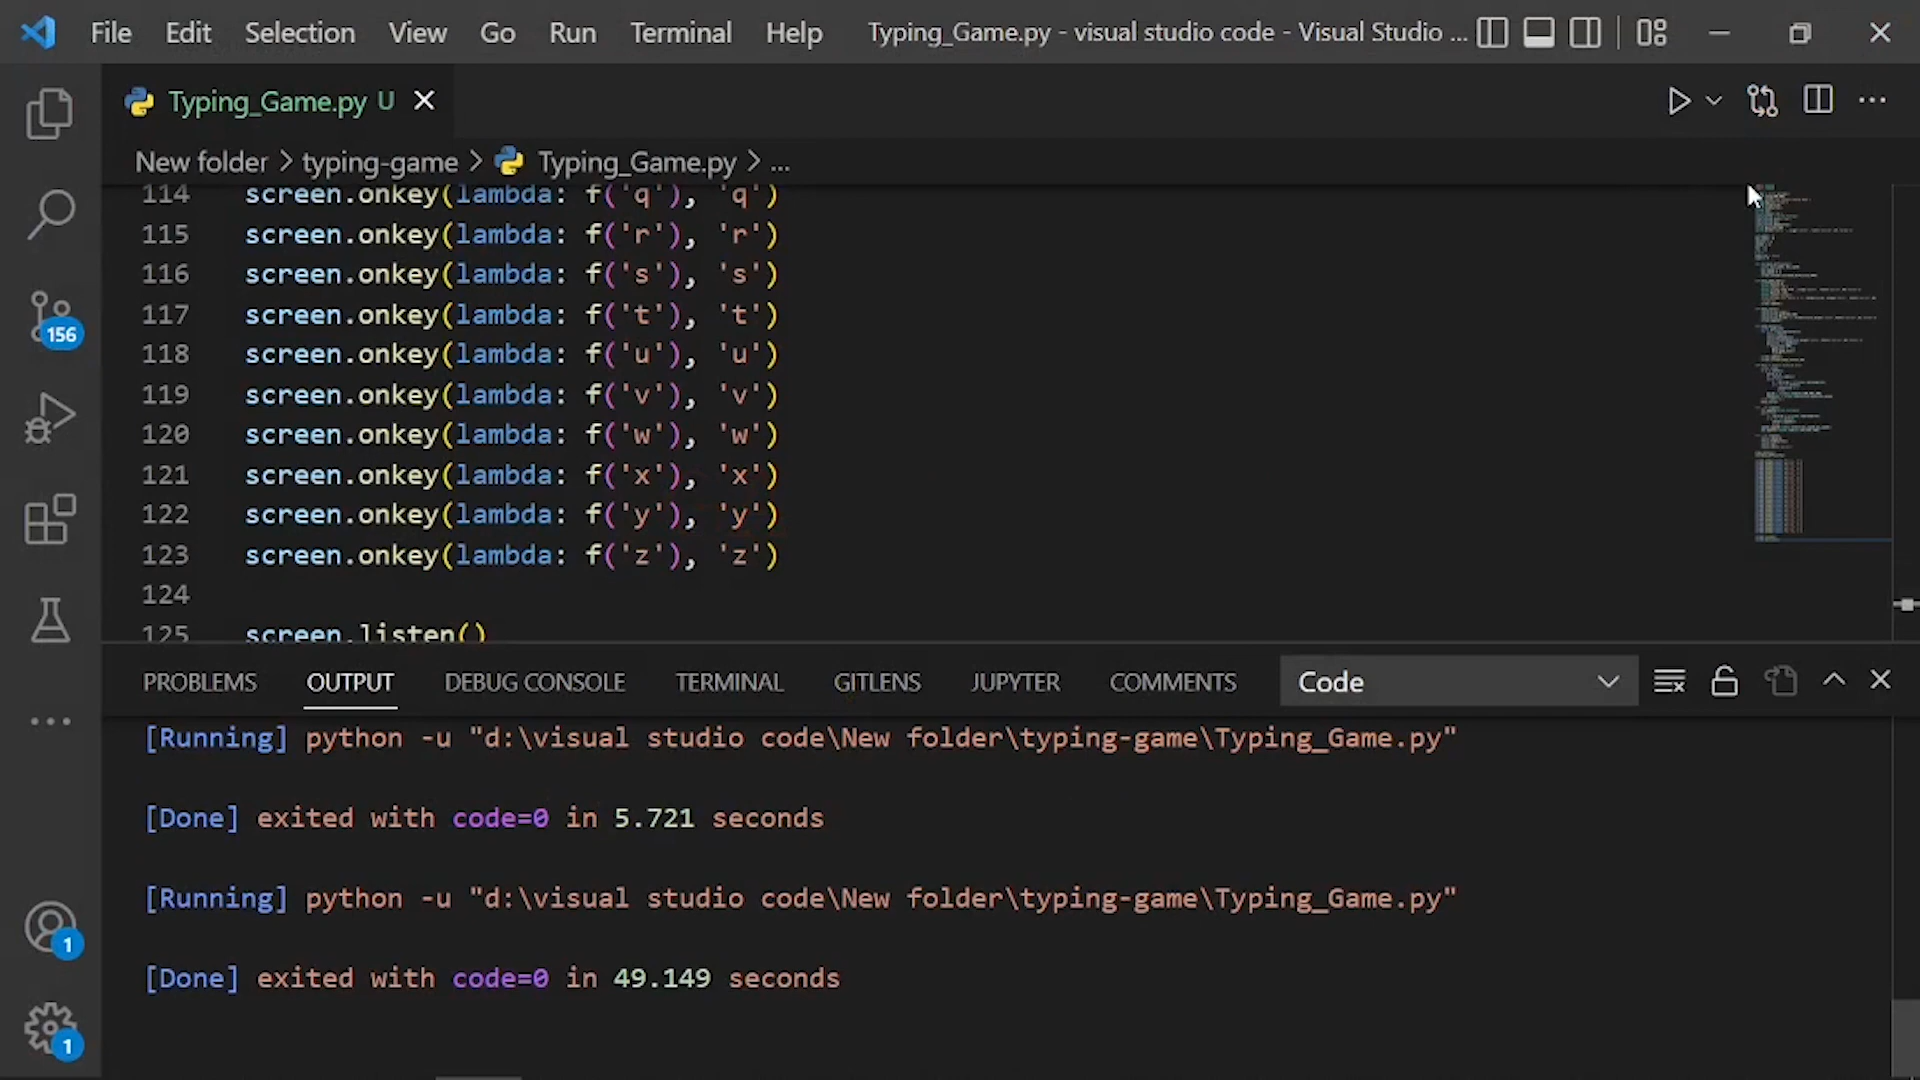 File Edit Selection View Go Run Terminal Help Typing_Game.py - visual studio code - Visual Studio ...
Typing_Game.py U
New folder > typing-game > Typing_Game.py > ...
114 screen.onkey(lambda: f('q'), 'q')
115 screen.onkey(lambda: f('r'), 'r')
116 screen.onkey(lambda: f('s'), 's')
117 screen.onkey(lambda: f('t'), 't')
118 screen.onkey(lambda: f('u'), 'u')
119 screen.onkey(lambda: f('v'), 'v')
120 screen.onkey(lambda: f('w'), 'w')
121 screen.onkey(lambda: f('x'), 'x')
122 screen.onkey(lambda: f('y'), 'y')
123 screen.onkey(lambda: f('z'), 'z')
124
125 screen.listen()
156
PROBLEMS OUTPUT DEBUG CONSOLE TERMINAL GITLENS JUPYTER COMMENTS Code
[Running] python -u "d:\visual studio code\New folder\typing-game\Typing_Game.py"
[Done] exited with code=0 in 5.721 seconds
[Running] python -u "d:\visual studio code\New folder\typing-game\Typing_Game.py"
[Done] exited with code=0 in 49.149 seconds
1
1